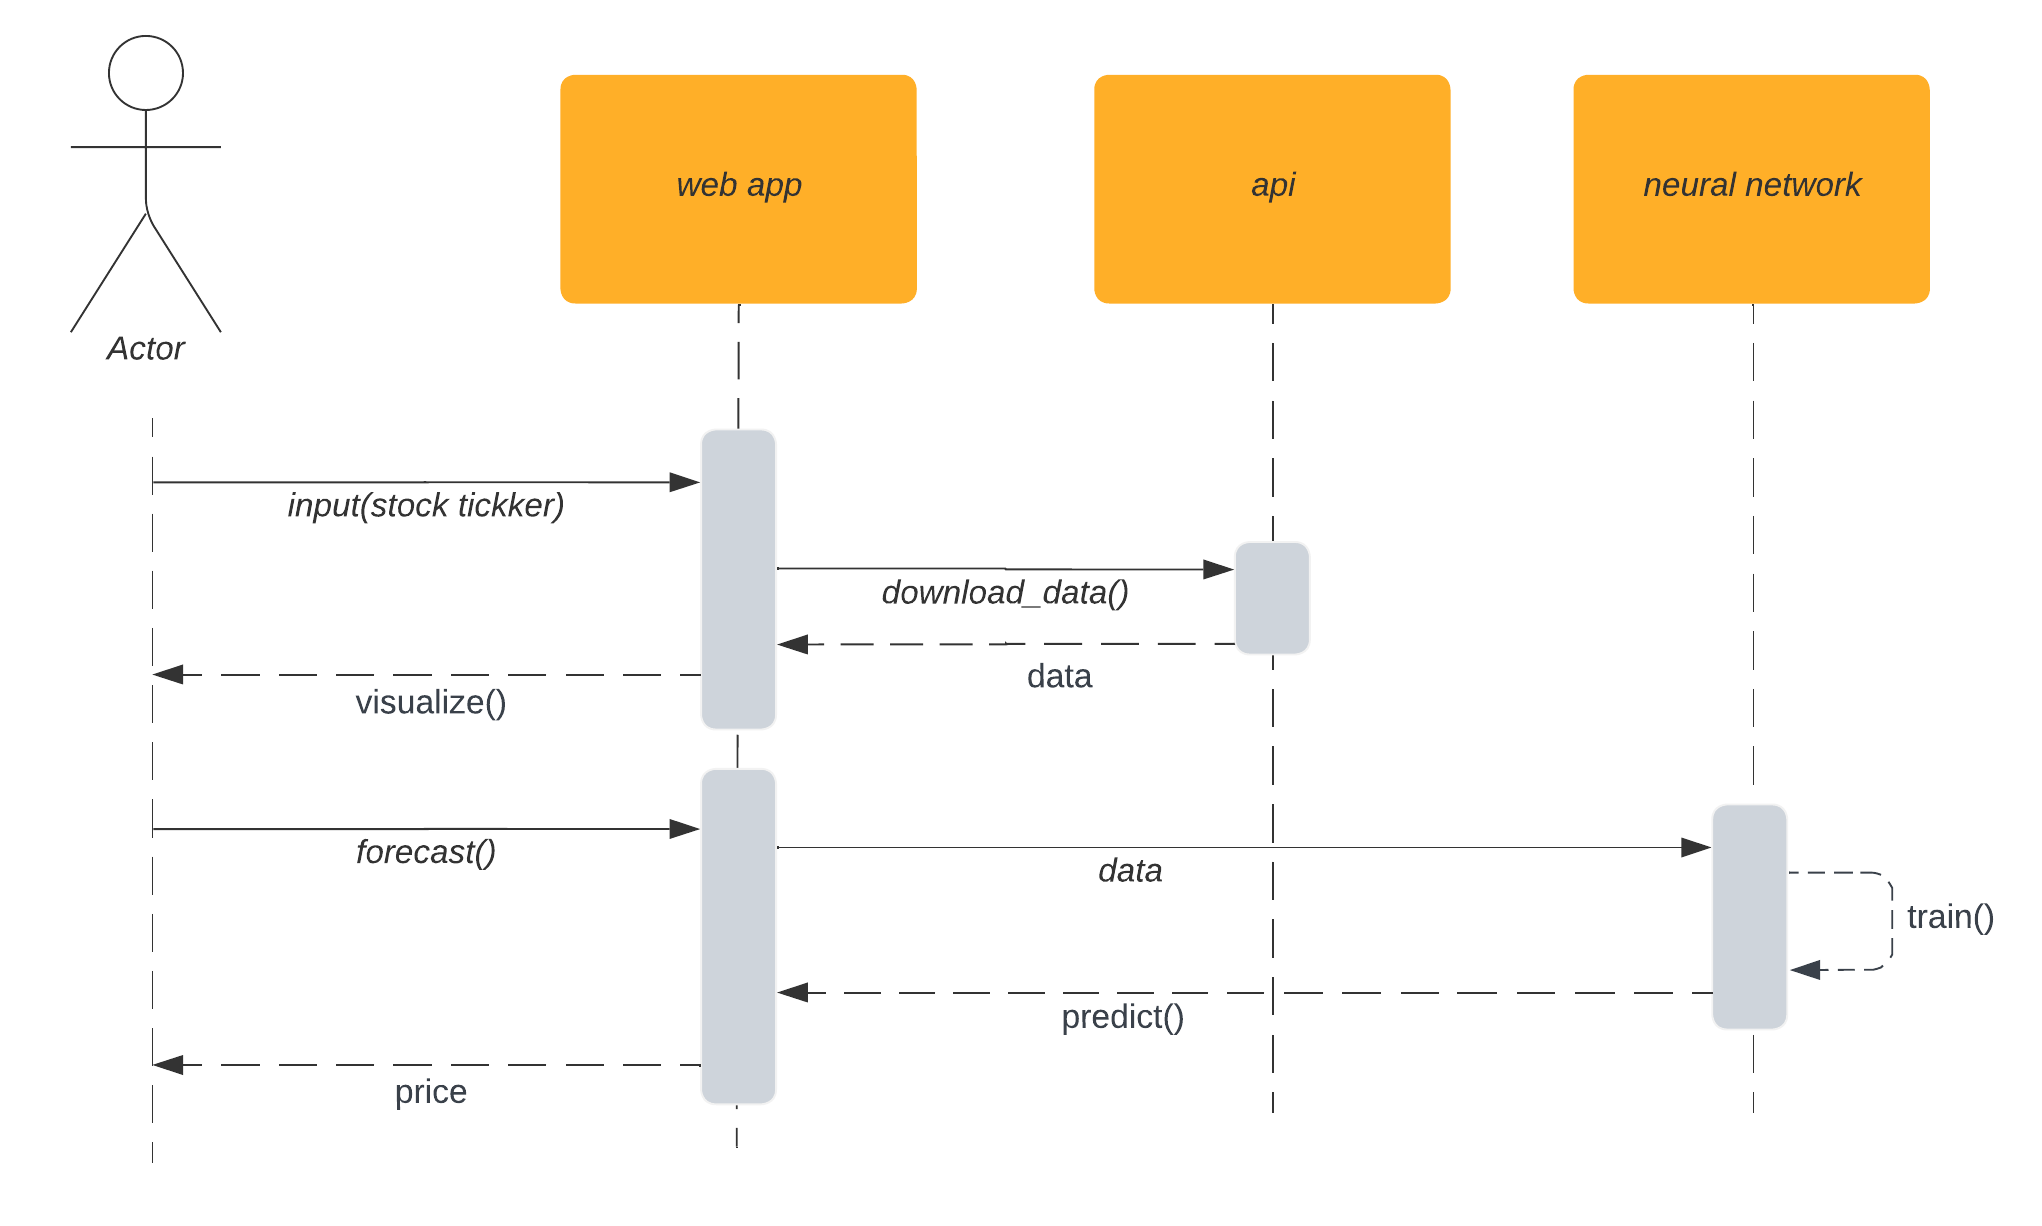 web app
api
neural network
Actor
input(stock tickker)
download_data()
data
visualize()
forecast()
data
train()
predict()
price